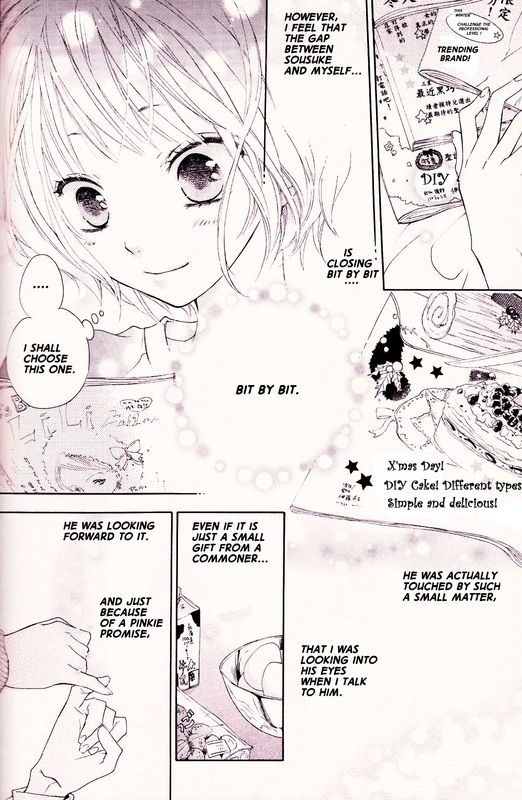 HOWEVER,
I FEEL THAT
THE GAP
BETWEEN
SOUSUKE
AND MYSELF...
THIS
WINTER
CHALLENGE THE
PROFESSIONAL
LEVEL!
TRENDING
BRAND!
最近黑巧
DIY
IS
CLOSING
BIT BY BIT
....
....
I SHALL
CHOOSE
THIS ONE.
BIT BY BIT.
X'mas Day!
DIY Cake! Different types
Simple and delicious!
HE WAS LOOKING
FORWARD TO IT.
AND JUST
BECAUSE
OF A PINKIE
PROMISE,
EVEN IF IT IS
JUST A SMALL
GIFT FROM A
COMMONER...
HE WAS ACTUALLY
TOUCHED BY SUCH
A SMALL MATTER,
THAT I WAS
LOOKING INTO
HIS EYES
WHEN I TALK
TO HIM.